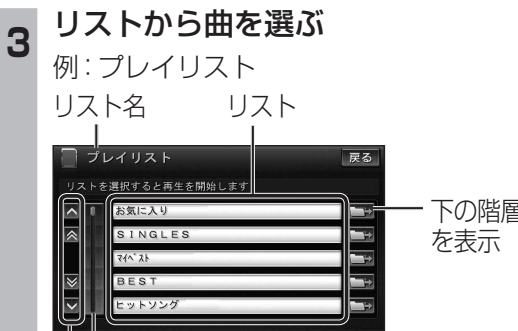 3 リストから曲を選ぶ
例：プレイリスト
リスト名 リスト
プレイリスト 戻る
リストを選択すると再生を開始します
お気に入り
下の階層
SINGLES
を表示
マイベスト
BEST
ヒットソング